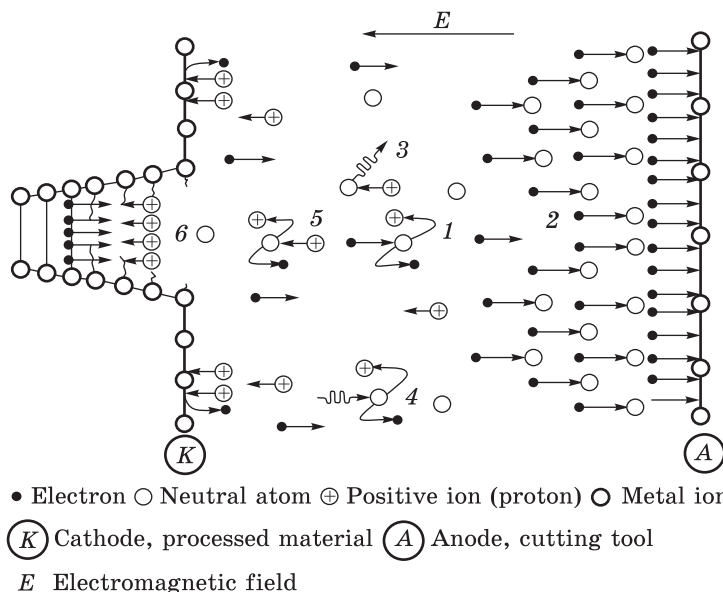 E
3
6
5
1
2
4
K
A
Electron Neutral atom Positive ion (proton) Metal ion
K Cathode, processed material A Anode, cutting tool
E Electromagnetic field